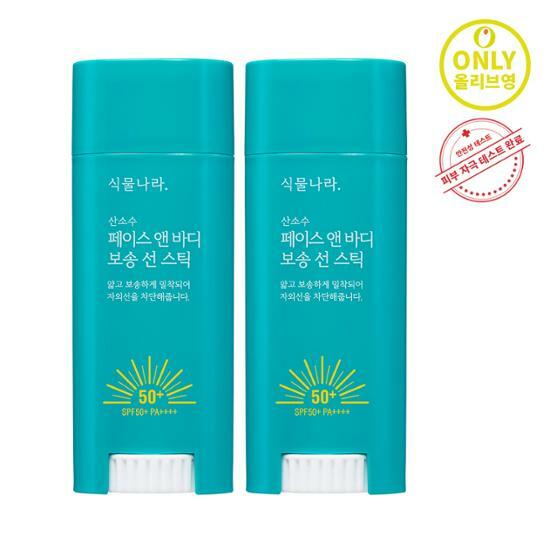 ONLY
올리브영
안전성 테스트
피부 자극 테스트 완료
식물나라.
산소수
페이스 앤 바디
보송 선 스틱
얇고 보송하게 밀착되어
자외선을 차단해줍니다.
50+
SPF50+ PA++++
식물나라.
산소수
페이스 앤 바디
보송 선 스틱
얇고 보송하게 밀착되어
자외선을 차단해줍니다.
50+
SPF50+ PA++++